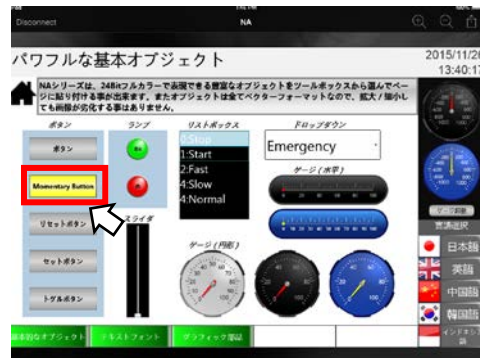 Disconnect
NA
パワフルな基本オブジェクト
2015/11/26
13:40:17
NAシリーズは、24Bitフルカラーで表現できる豊富なオブジェクトをツールボックスから選んでペー
ジに貼り付ける事が出来ます。またオブジェクトは全てベクターフォーマットなので、拡大/縮小し
ても画像が劣化する事はありません。
ボタン
ランプ
リストボックス
ドロップダウン
ボタン
Momentary Button
リセットボタン
セットボタン
トグルボタン
スライダ
0:Stop
1:Start
2:Fast
4:Slow
4:Normal
Emergency
ゲージ(水平)
ゲージ(円形)
言語選択
日本語
英語
中国語
韓国語
インドネシ
語
基本的なオブジェクト
テキストフォント
グラフィック部品